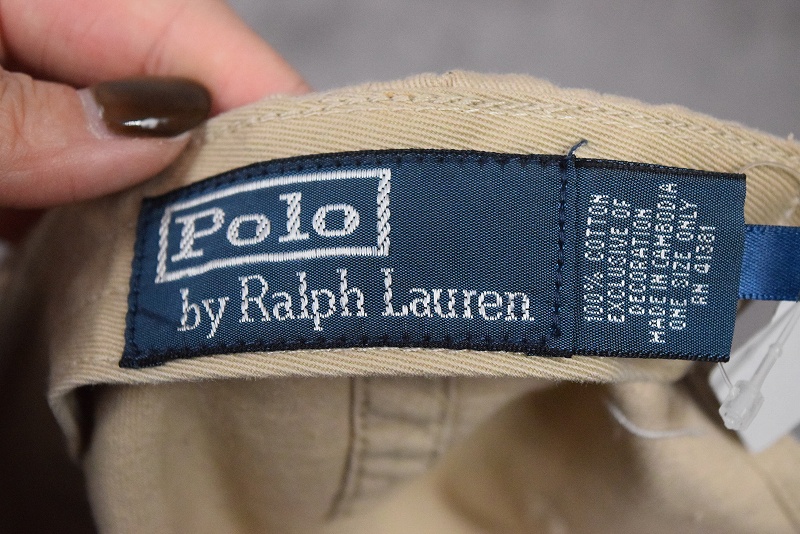 Polo
by Ralph Lauren
100% COTTON
EXCLUSIVE OF
DECORATION
MADE IN CAMBODIA
ONE SIZE ONLY
RN 41381